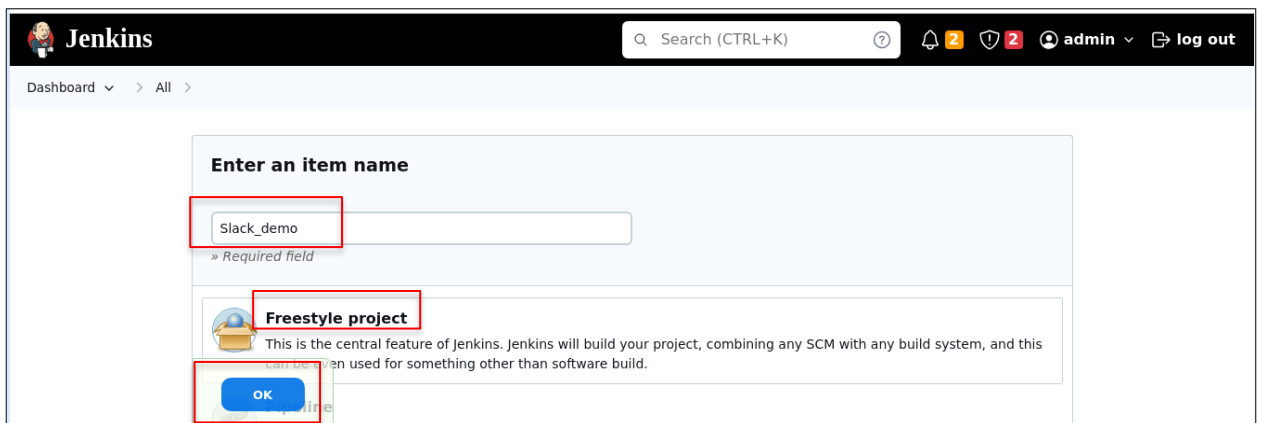 Jenkins
Search (CTRL+K) ? 2 2 admin log out
Dashboard > All >
Enter an item name
Slack_demo
» Required field
Freestyle project
This is the central feature of Jenkins. Jenkins will build your project, combining any SCM with any build system, and this
can be even used for something other than software build.
OK
Pipeline